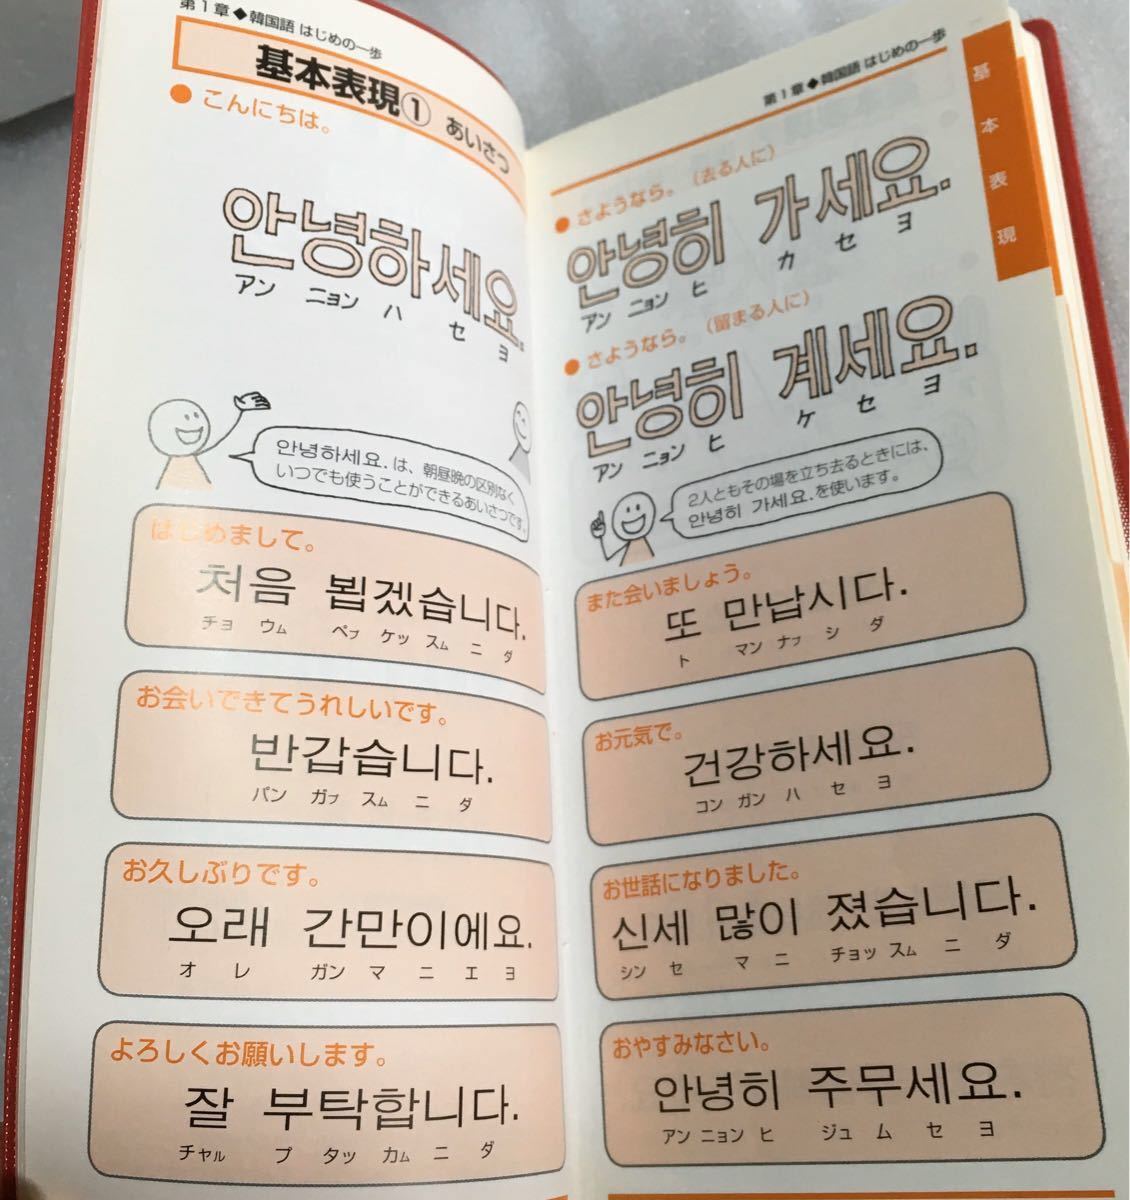 第1章◆韓国語 はじめの一歩
基本表現① あいさつ
● こんにちは。
안녕하세요.
アン ニョン ハ セ ヨ
안녕하세요.は、朝昼晩の区別なく
いつでも使うことができるあいさつです。
はじめまして。
처음 뵙겠습니다.
チョ ウム ペプ ケッ スム ニ ダ
お会いできてうれしいです。
반갑습니다.
パン ガプ スム ニ ダ
お久しぶりです。
오래 간만이에요.
オ レ ガン マ ニ エ ヨ
よろしくお願いします。
잘 부탁합니다.
チャル プ タッ カム ニ ダ
第1章◆韓国語 はじめの一歩
基本表現
● さようなら。（去る人に）
안녕히 가세요.
アン ニョン ヒ カ セ ヨ
● さようなら。（留まる人に）
안녕히 계세요.
アン ニョン ヒ ケ セ ヨ
2人ともその場を立ち去るときには、
안녕히 가세요.を使います。
また会いましょう。
또 만납시다.
ト マン ナプ シ ダ
お元気で。
건강하세요.
コン ガン ハ セ ヨ
お世話になりました。
신세 많이 졌습니다.
シン セ マ ニ チョッ スム ニ ダ
おやすみなさい。
안녕히 주무세요.
アン ニョン ヒ ジュ ム セ ヨ